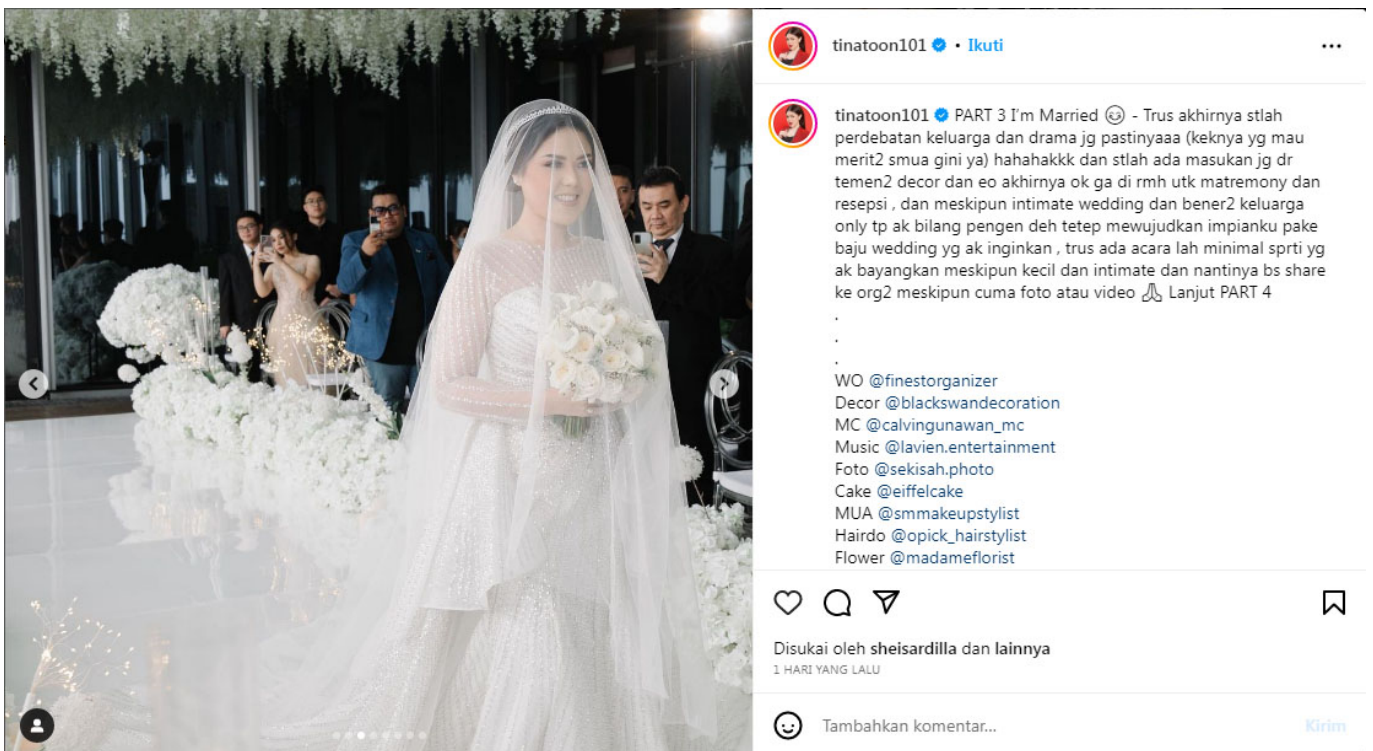 tinatoon101 • Ikuti
tinatoon101 PART 3 I'm Married 😊 - Trus akhirnya stlah
perdebatan keluarga dan drama jg pastinyaaa (keknya yg mau
merit2 smua gini ya) hahahakkk dan stlah ada masukan jg dr
temen2 decor dan eo akhirnya ok ga di rmh utk matremony dan
resepsi , dan meskipun intimate wedding dan bener2 keluarga
only tp ak bilang pengen deh tetep mewujudkan impianku pake
baju wedding yg ak inginkan , trus ada acara lah minimal sprti yg
ak bayangkan meskipun kecil dan intimate dan nantinya bs share
ke org2 meskipun cuma foto atau video 🙏 Lanjut PART 4
.
.
.
WO @finestorganizer
Decor @blackswandecoration
MC @calvingunawan_mc
Music @lavien.entertainment
Foto @sekisah.photo
Cake @eiffelcake
MUA @smmakeupstylist
Hairdo @opick_hairstylist
Flower @madameflorist
Disukai oleh sheisardilla dan lainnya
1 HARI YANG LALU
Tambahkan komentar... Kirim